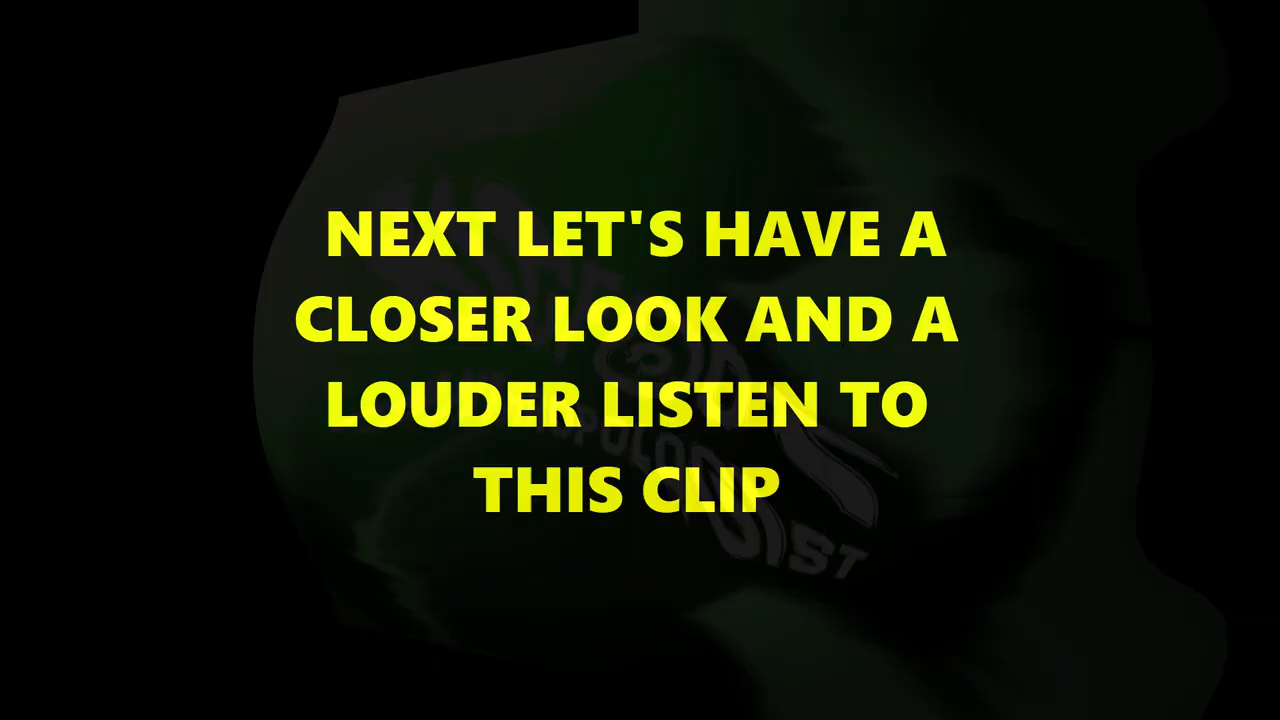 NEXT LET'S HAVE A
CLOSER LOOK AND A
LOUDER LISTEN TO
THIS CLIP